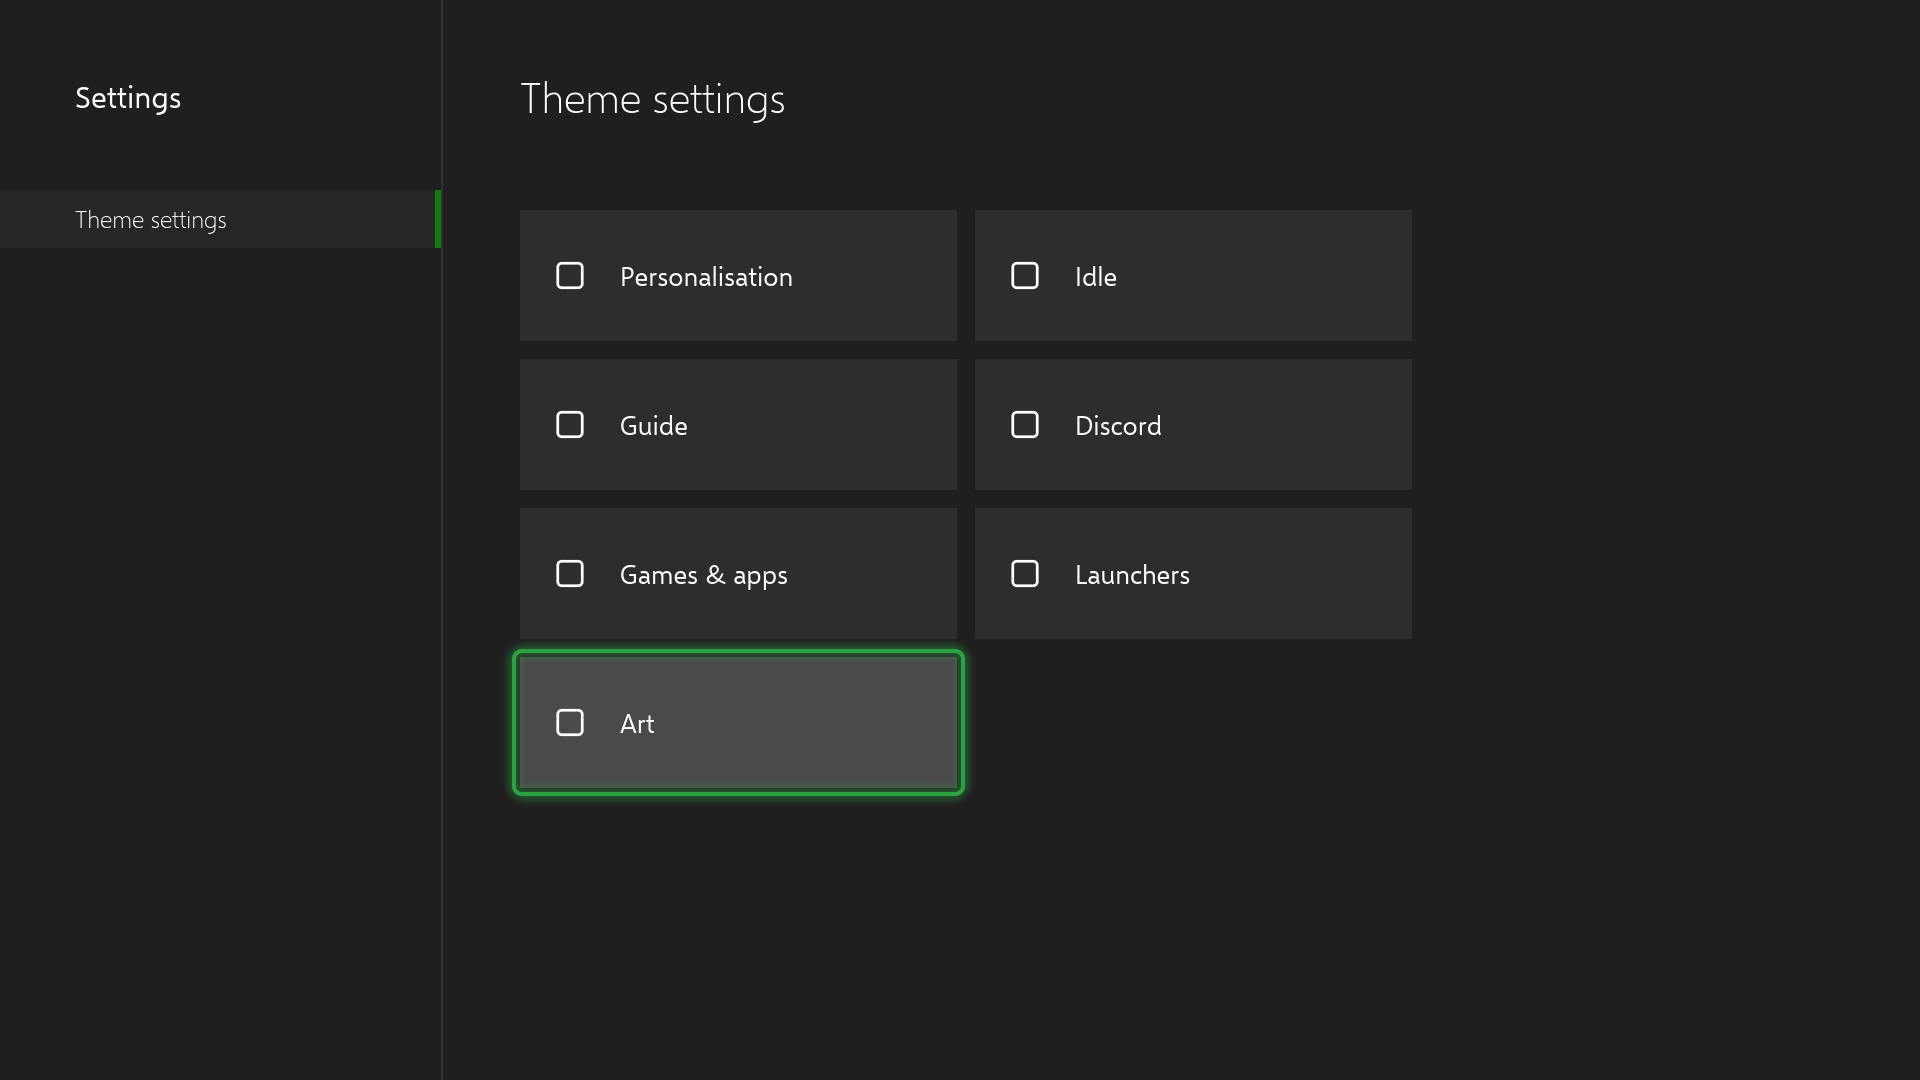 Settings
Theme settings
Theme settings
Personalisation
Idle
Guide
Discord
Games & apps
Launchers
Art